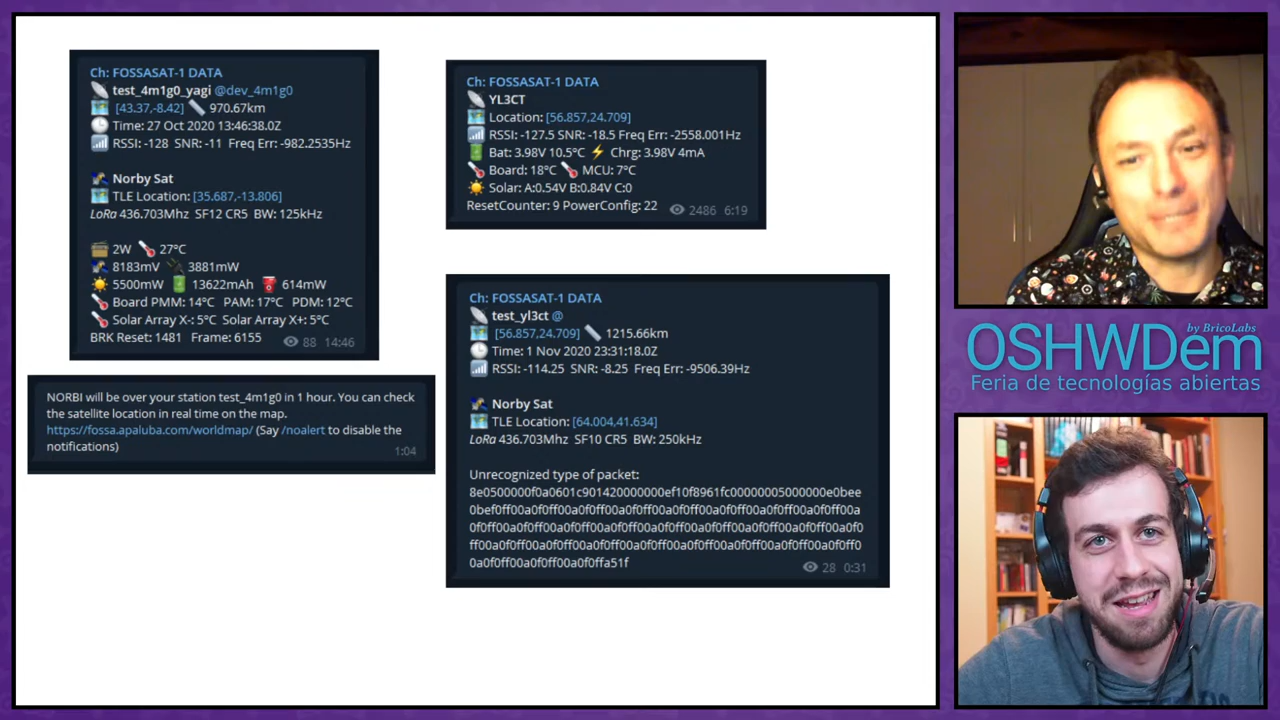 Ch: FOSSASAT-1 DATA
test_4m1g0_yagi @dev_4m1g0
[43.37,-8.42] 970.67km
Time: 27 Oct 2020 13:46:38.0Z
RSSI: -128 SNR: -11 Freq Err: -982.2535Hz
Norby Sat
TLE Location: [35.687,-13.806]
LoRa 436.703Mhz SF12 CR5 BW: 125kHz
2W 27ºC
8183mV 3881mW
5500mW 13622mAh 614mW
Board PMM: 14ºC PAM: 17ºC PDM: 12ºC
Solar Array X-: 5ºC Solar Array X+: 5ºC
BRK Reset: 1481 Frame: 6155 88 14:46
NORBI will be over your station test_4m1g0 in 1 hour. You can check
the satellite location in real time on the map.
https://fossa.apaluba.com/worldmap/ (Say /noalert to disable the
notifications) 1:04
Ch: FOSSASAT-1 DATA
YL3CT
Location: [56.857,24.709]
RSSI: -127.5 SNR: -18.5 Freq Err: -2558.001Hz
Bat: 3.98V 10.5ºC Chrg: 3.98V 4mA
Board: 18ºC MCU: 7ºC
Solar: A:0.54V B:0.84V C:0
ResetCounter: 9 PowerConfig: 22 2486 6:19
Ch: FOSSASAT-1 DATA
test_yl3ct @
[56.857,24.709] 1215.66km
Time: 1 Nov 2020 23:31:18.0Z
RSSI: -114.25 SNR: -8.25 Freq Err: -9506.39Hz
Norby Sat
TLE Location: [64.004,41.634]
LoRa 436.703Mhz SF10 CR5 BW: 250kHz
Unrecognized type of packet:
8e0500000f0a0601c901420000000ef10f8961fc00000005000000e0bee
0bef0ff00a0f0ff00a0f0ff00a0f0ff00a0f0ff00a0f0ff00a0f0ff00a0f0ff00a
0f0ff00a0f0ff00a0f0ff00a0f0ff00a0f0ff00a0f0ff00a0f0ff00a0f0ff00a0f0
ff00a0f0ff00a0f0ff00a0f0ff00a0f0ff00a0f0ff00a0f0ff00a0f0ff00a0f0ff0
0a0f0ff00a0f0ff00a0f0ffa51f
28 0:31
OSHWDem
by BricoLabs
Feria de tecnologías abiertas